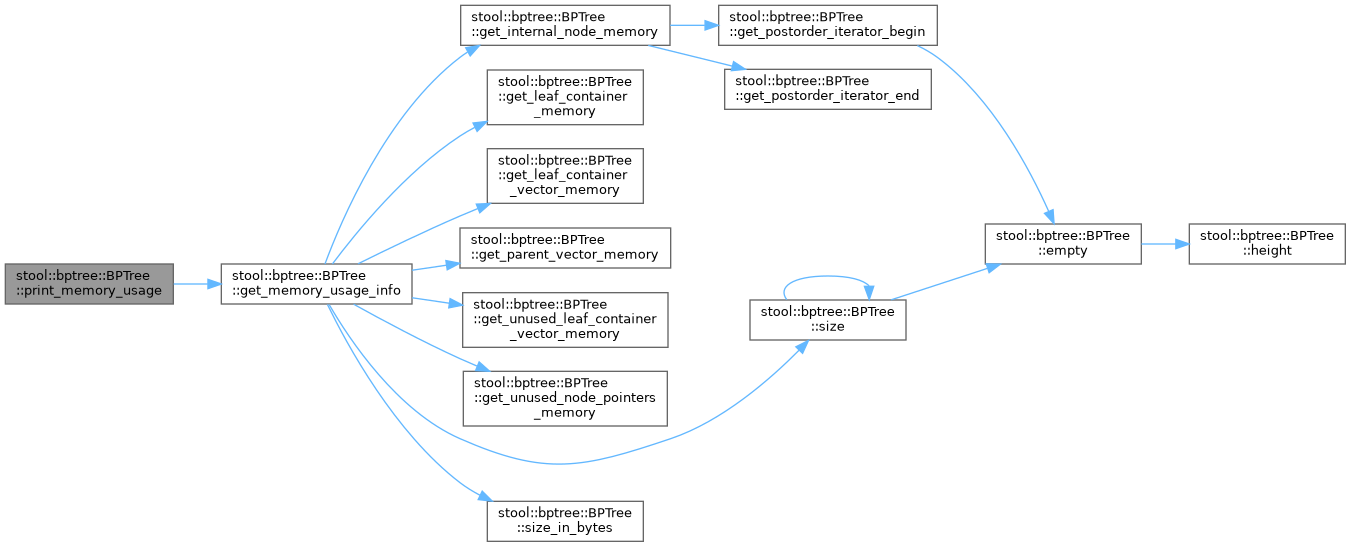 stool::bptree::BPTree
::print_memory_usage
stool::bptree::BPTree
::get_memory_usage_info
stool::bptree::BPTree
::get_internal_node_memory
stool::bptree::BPTree
::get_leaf_container
_memory
stool::bptree::BPTree
::get_leaf_container
_vector_memory
stool::bptree::BPTree
::get_parent_vector_memory
stool::bptree::BPTree
::get_unused_leaf_container
_vector_memory
stool::bptree::BPTree
::get_unused_node_pointers
_memory
stool::bptree::BPTree
::size_in_bytes
stool::bptree::BPTree
::get_postorder_iterator_begin
stool::bptree::BPTree
::get_postorder_iterator_end
stool::bptree::BPTree
::size
stool::bptree::BPTree
::empty
stool::bptree::BPTree
::height